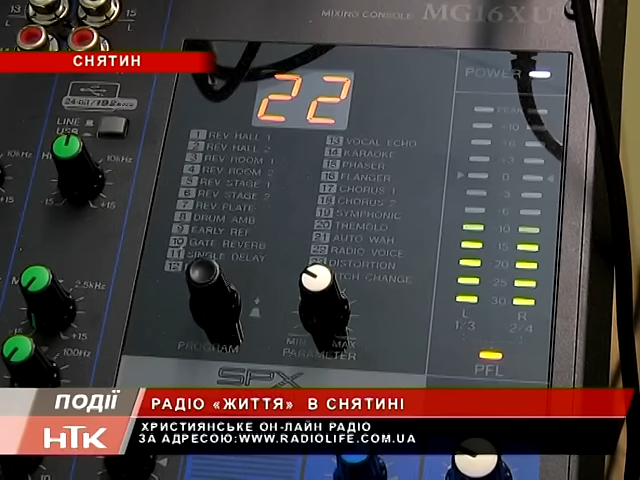 MIXING CONSOLE MG16XU
СНЯТИН
24-bit/192kHz
LINE
USB
POWER
22
1 REV HALL 1
2 REV HALL 2
3 REV ROOM 1
4 REV ROOM 2
5 REV STAGE 1
6 REV STAGE 2
7 REV PLATE
8 DRUM AMB
9 EARLY REF
10 GATE REVERB
11 SINGLE DELAY
12
13 VOCAL ECHO
14 KARAOKE
15 PHASER
16 FLANGER
17 CHORUS 1
18 CHORUS 2
19 SYMPHONIC
20 TREMOLO
21 AUTO WAH
22 RADIO VOICE
23 DISTORTION
PITCH CHANGE
PEAK
+10
+6
+3
0
3
6
10
15
20
25
30
L R
1/3 2/4
PFL
10kHz
+15
2.5kHz
+15
100Hz
+15
PROGRAM
MIN MAX
PARAMETER
SPX
ПОДІЇ
НТК
РАДІО «ЖИТТЯ» В СНЯТИНІ
ХРИСТИЯНСЬКЕ ОН-ЛАЙН РАДІО
ЗА АДРЕСОЮ:WWW.RADIOLIFE.COM.UA